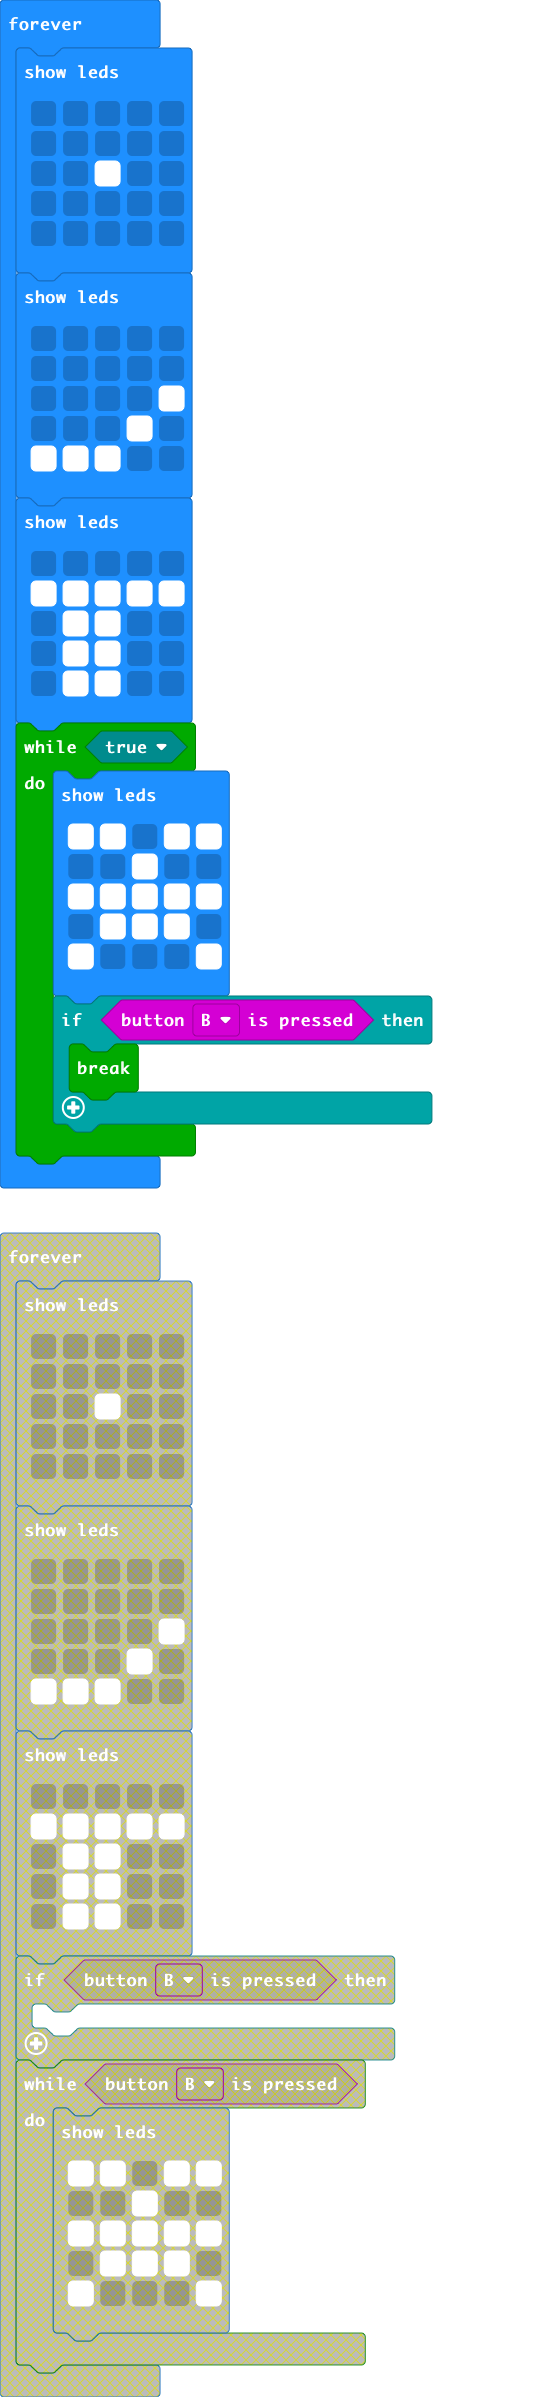 forever
show leds
show leds
show leds
while true
do
show leds
if button B is pressed then
break
forever
show leds
show leds
show leds
if button B is pressed then
while button B is pressed
do
show leds